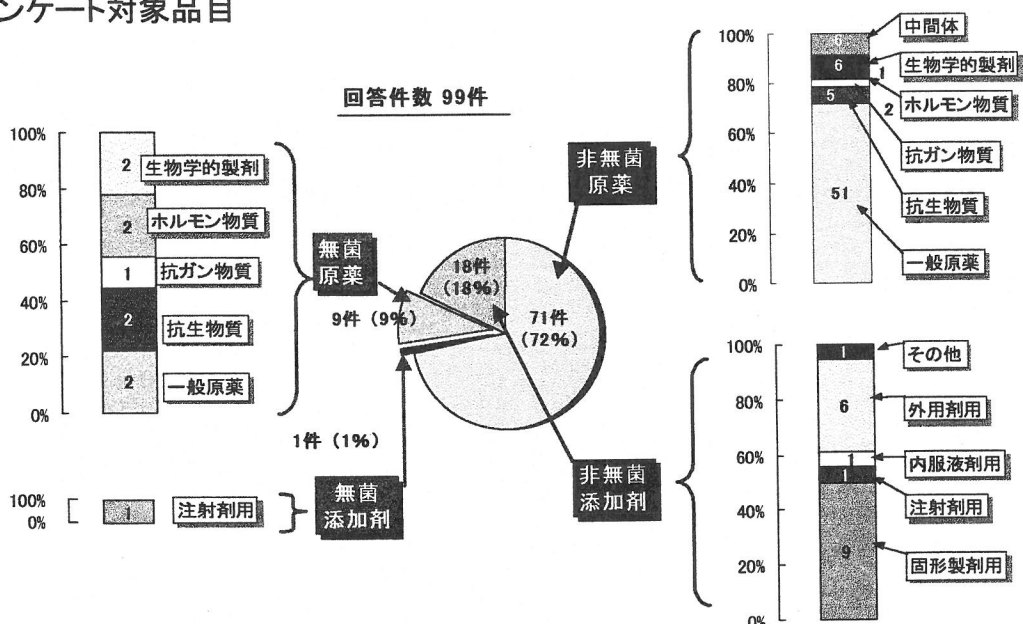 ンケート対象品目
回答件数 99件
100%
80%
60%
40%
20%
0%
2
2
1
2
2
生物学的製剤
ホルモン物質
抗ガン物質
抗生物質
一般原薬
無菌
原薬
9件（9%）
18件
（18%）
71件
（72%）
1件（1%）
100%
0%
1
注射剤用
無菌
添加剤
非無菌
原薬
100%
80%
60%
40%
20%
0%
6
6
1
2
5
51
中間体
生物学的製剤
ホルモン物質
抗ガン物質
抗生物質
一般原薬
非無菌
添加剤
100%
80%
60%
40%
20%
0%
1
6
1
1
9
その他
外用剤用
内服液剤用
注射剤用
固形製剤用